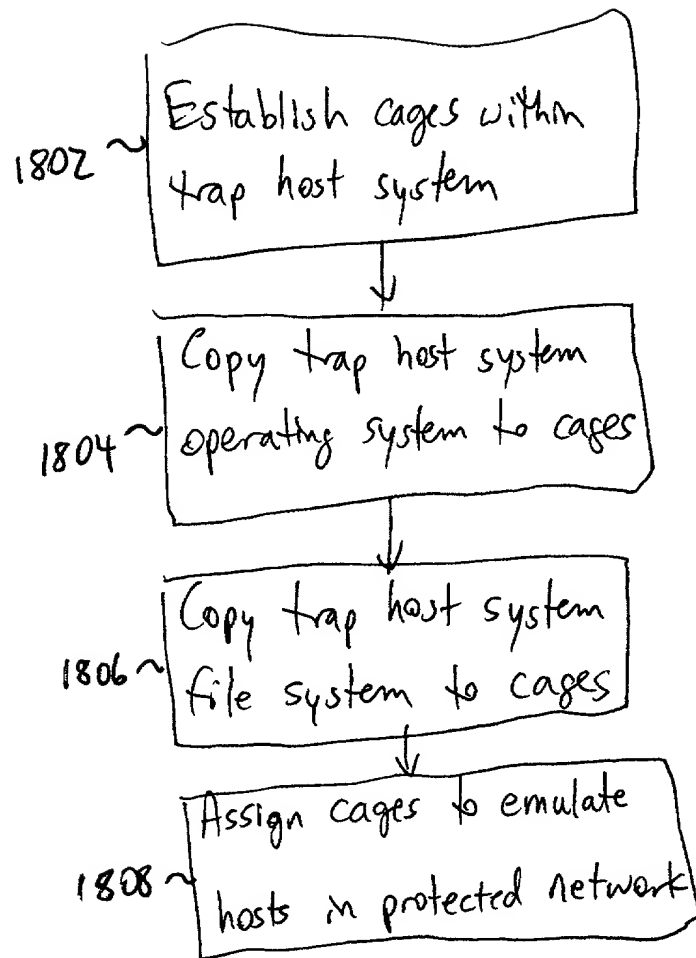 Establish cages within
1802
trap host system
Copy trap host system
1804
operating system to cages
Copy trap host system
1806
file system to cages
Assign cages to emulate
1808
hosts in protected network